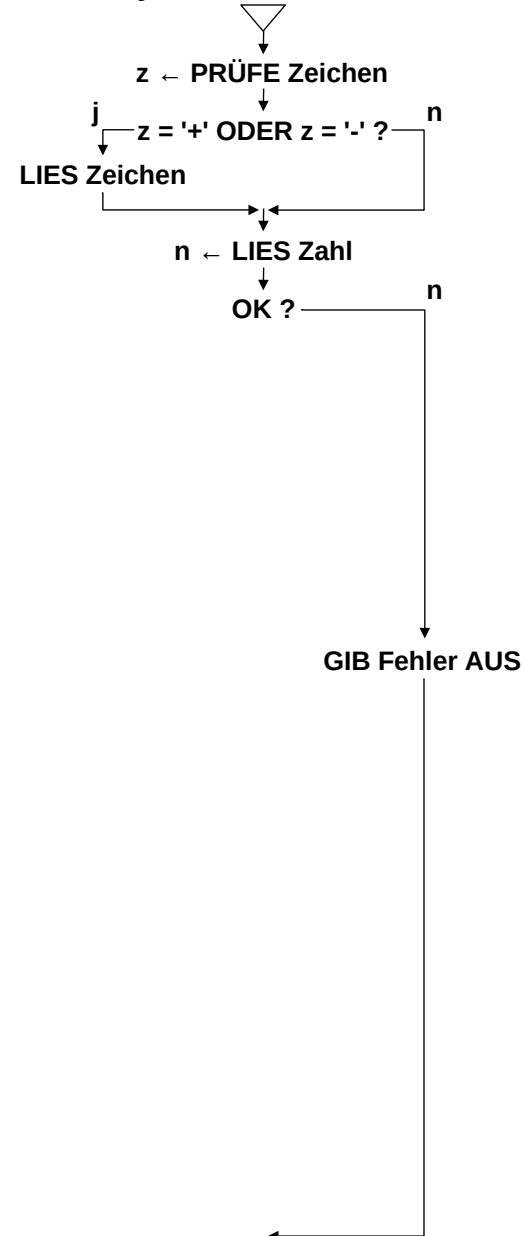 z ← PRÜFE Zeichen
j
n
z = '+' ODER z = '-' ?
LIES Zeichen
n ← LIES Zahl
n
OK ?
GIB Fehler AUS